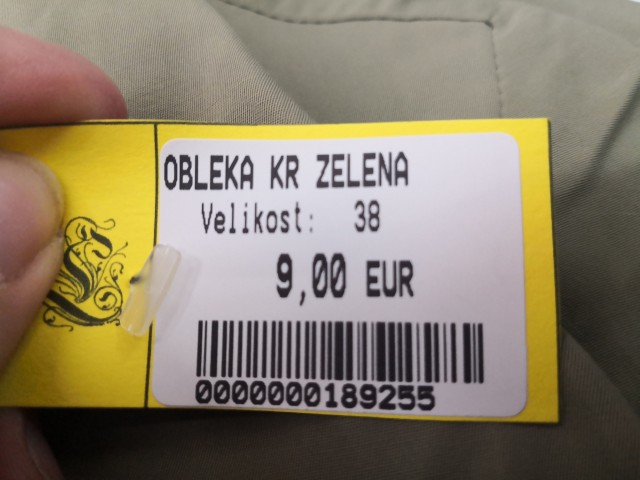 OBLEKA KR ZELENA
Velikost: 38
9,00 EUR
0000000189255